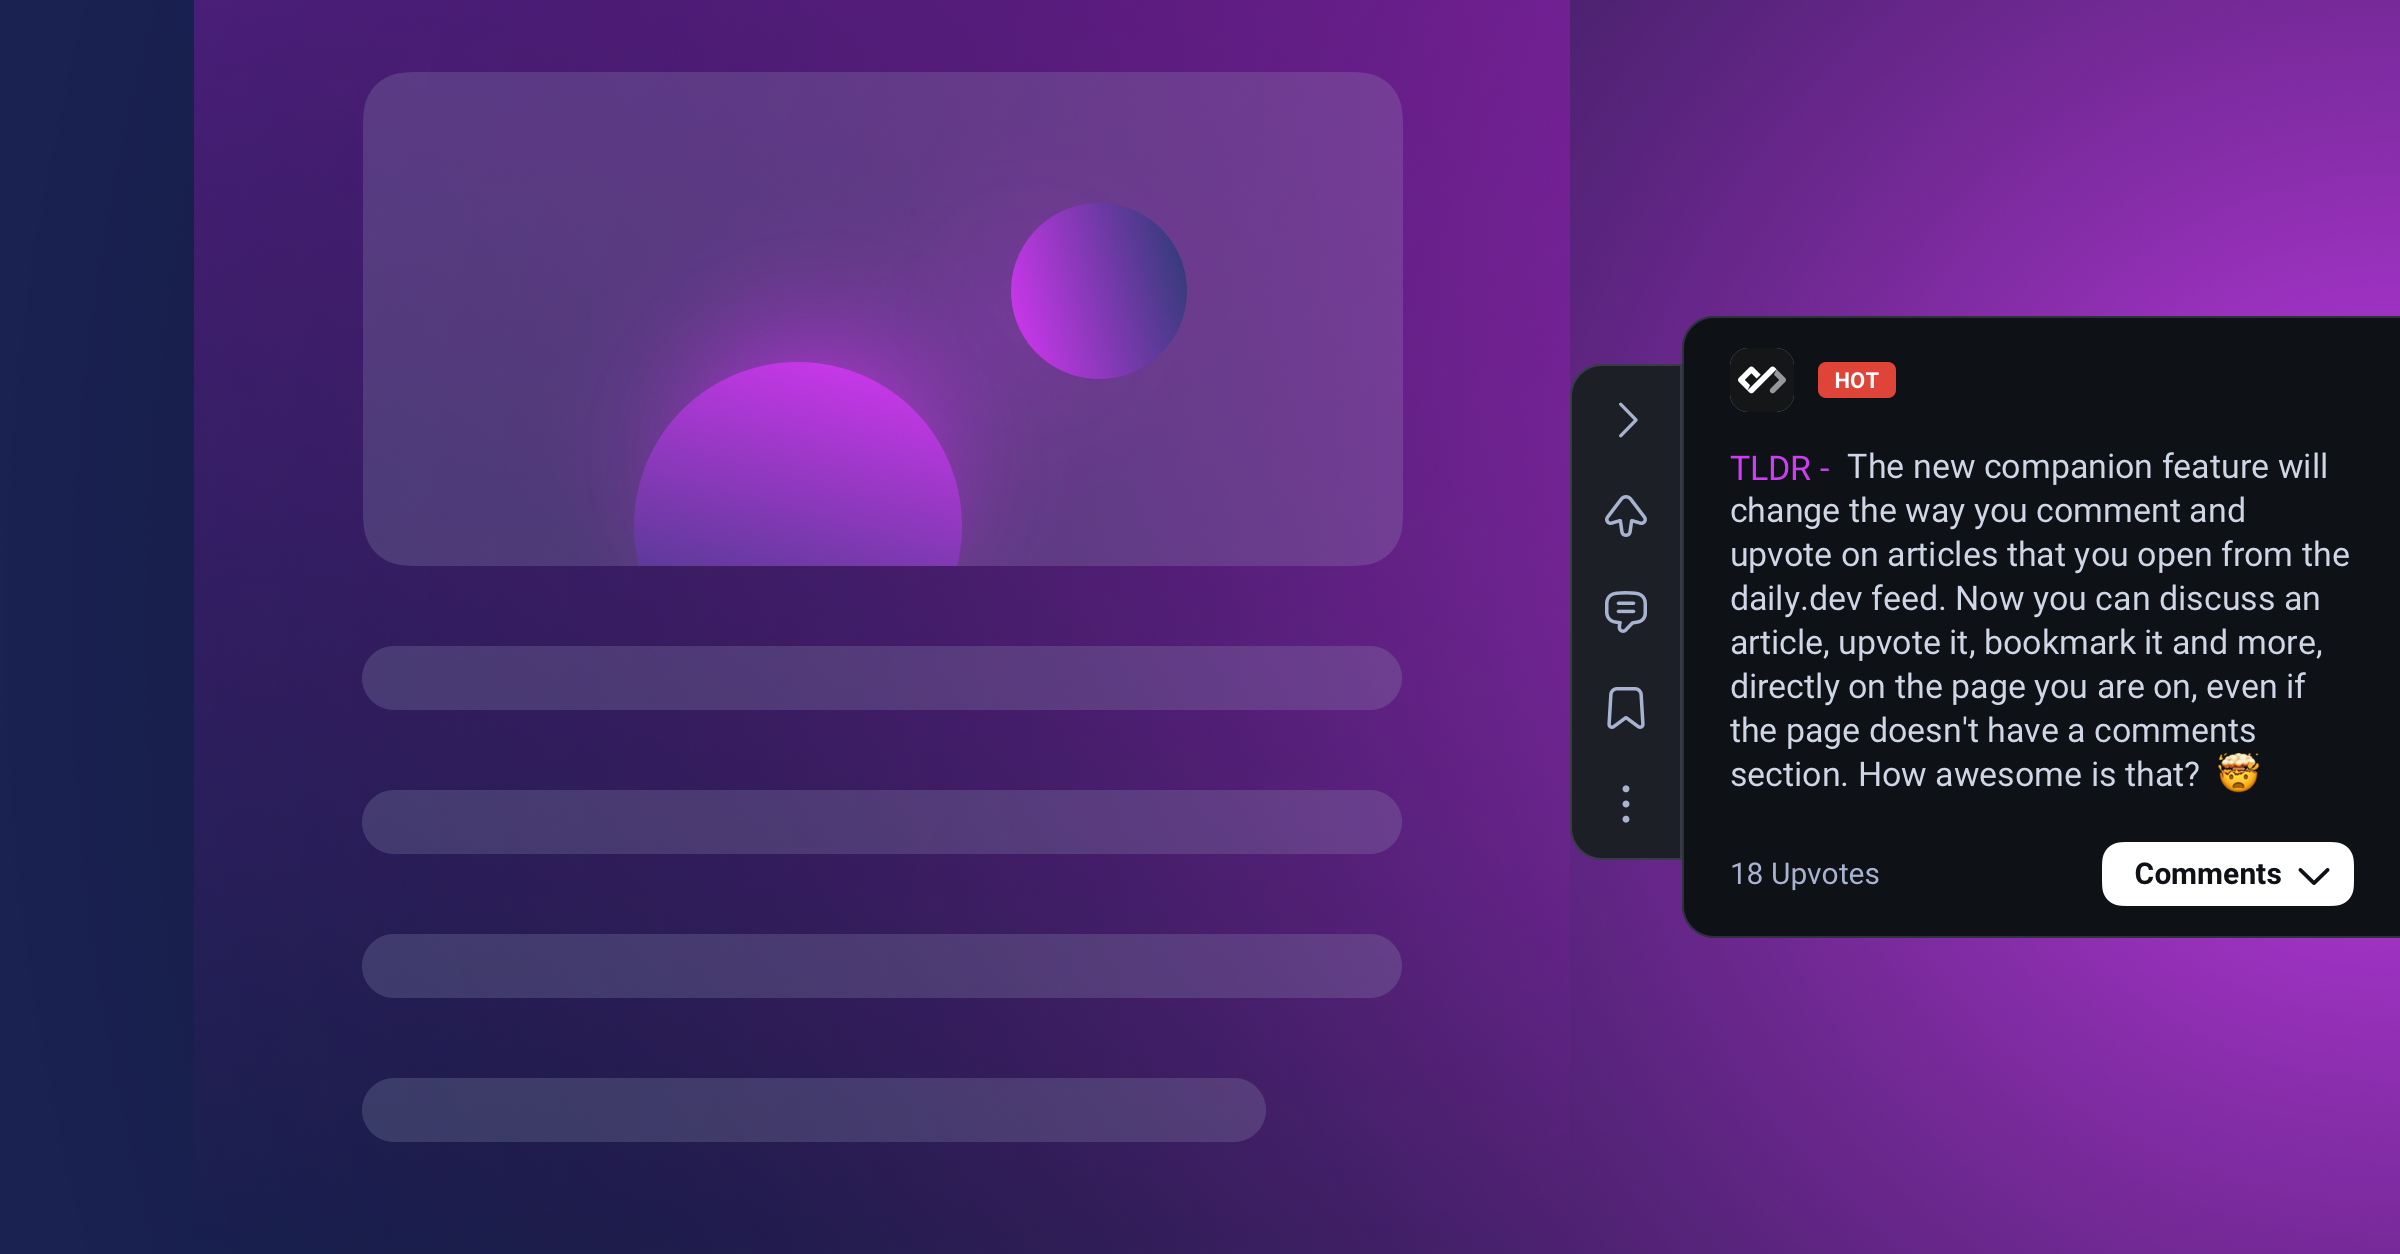 HOT
TLDR - The new companion feature will
change the way you comment and
upvote on articles that you open from the
daily.dev feed. Now you can discuss an
article, upvote it, bookmark it and more,
directly on the page you are on, even if
the page doesn't have a comments
section. How awesome is that? 🤯
18 Upvotes
Comments